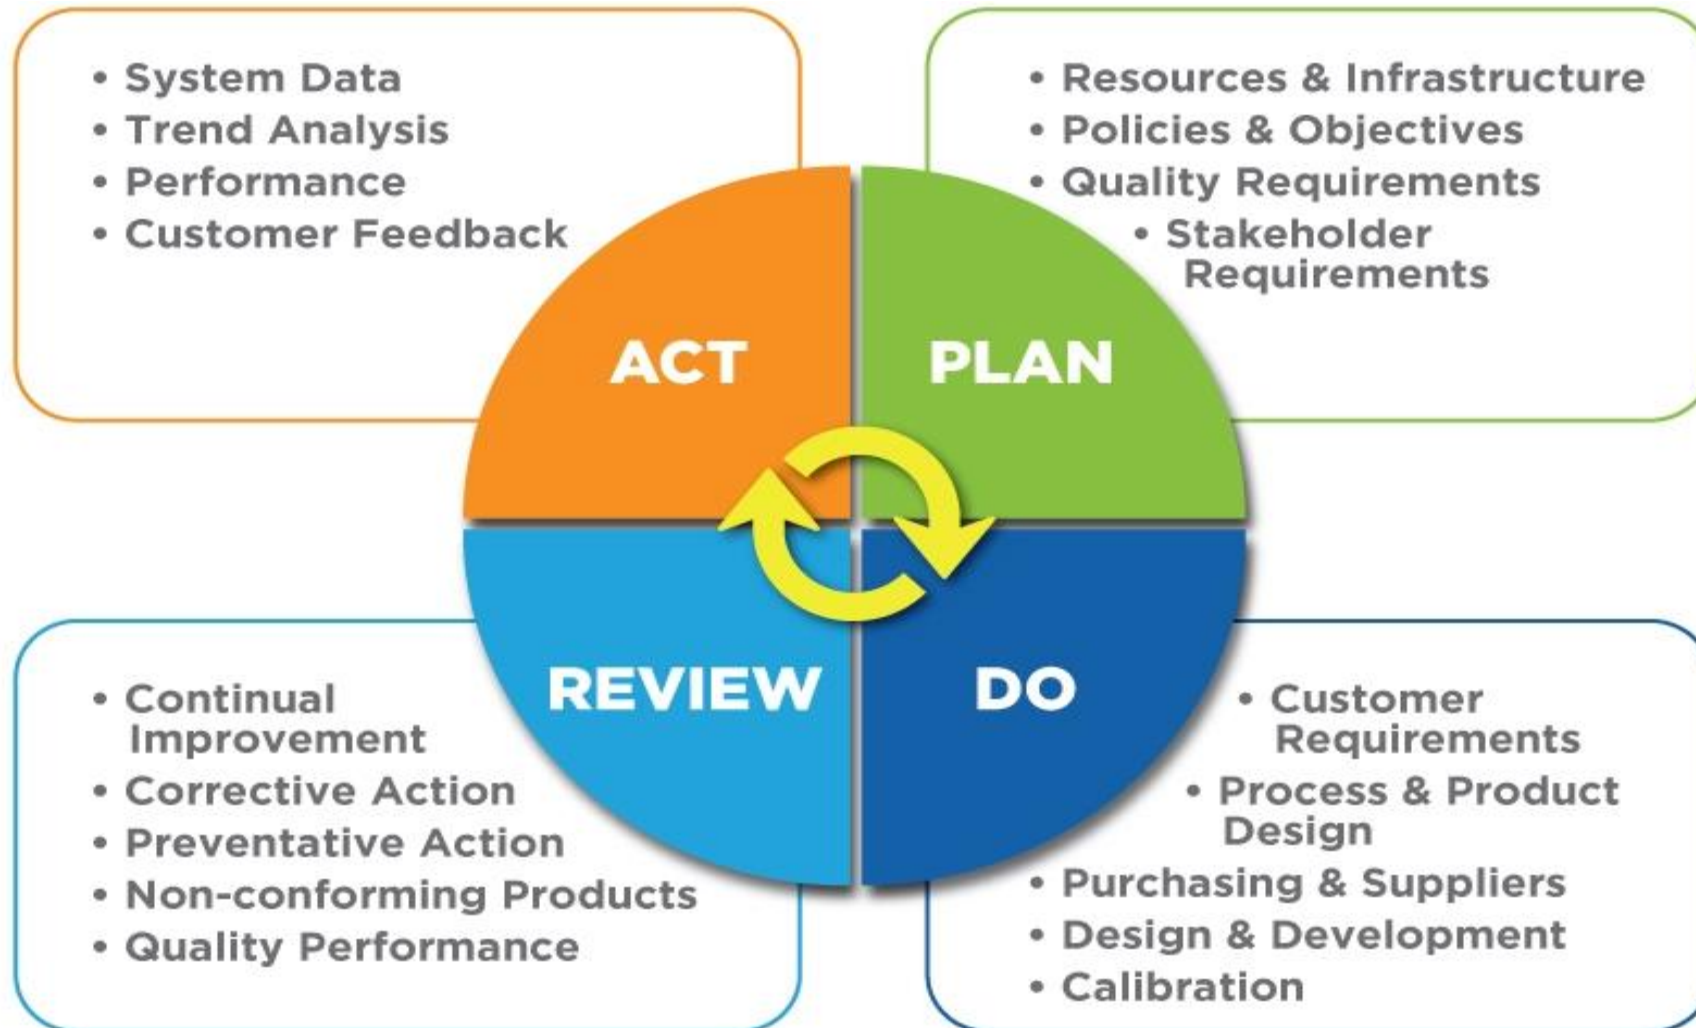 • System Data
• Trend Analysis
• Performance
• Customer Feedback
• Resources & Infrastructure
• Policies & Objectives
• Quality Requirements
• Stakeholder
Requirements
ACT
PLAN
REVIEW
DO
• Continual
Improvement
• Corrective Action
• Preventative Action
• Non-conforming Products
• Quality Performance
• Customer
Requirements
• Process & Product
Design
• Purchasing & Suppliers
• Design & Development
• Calibration